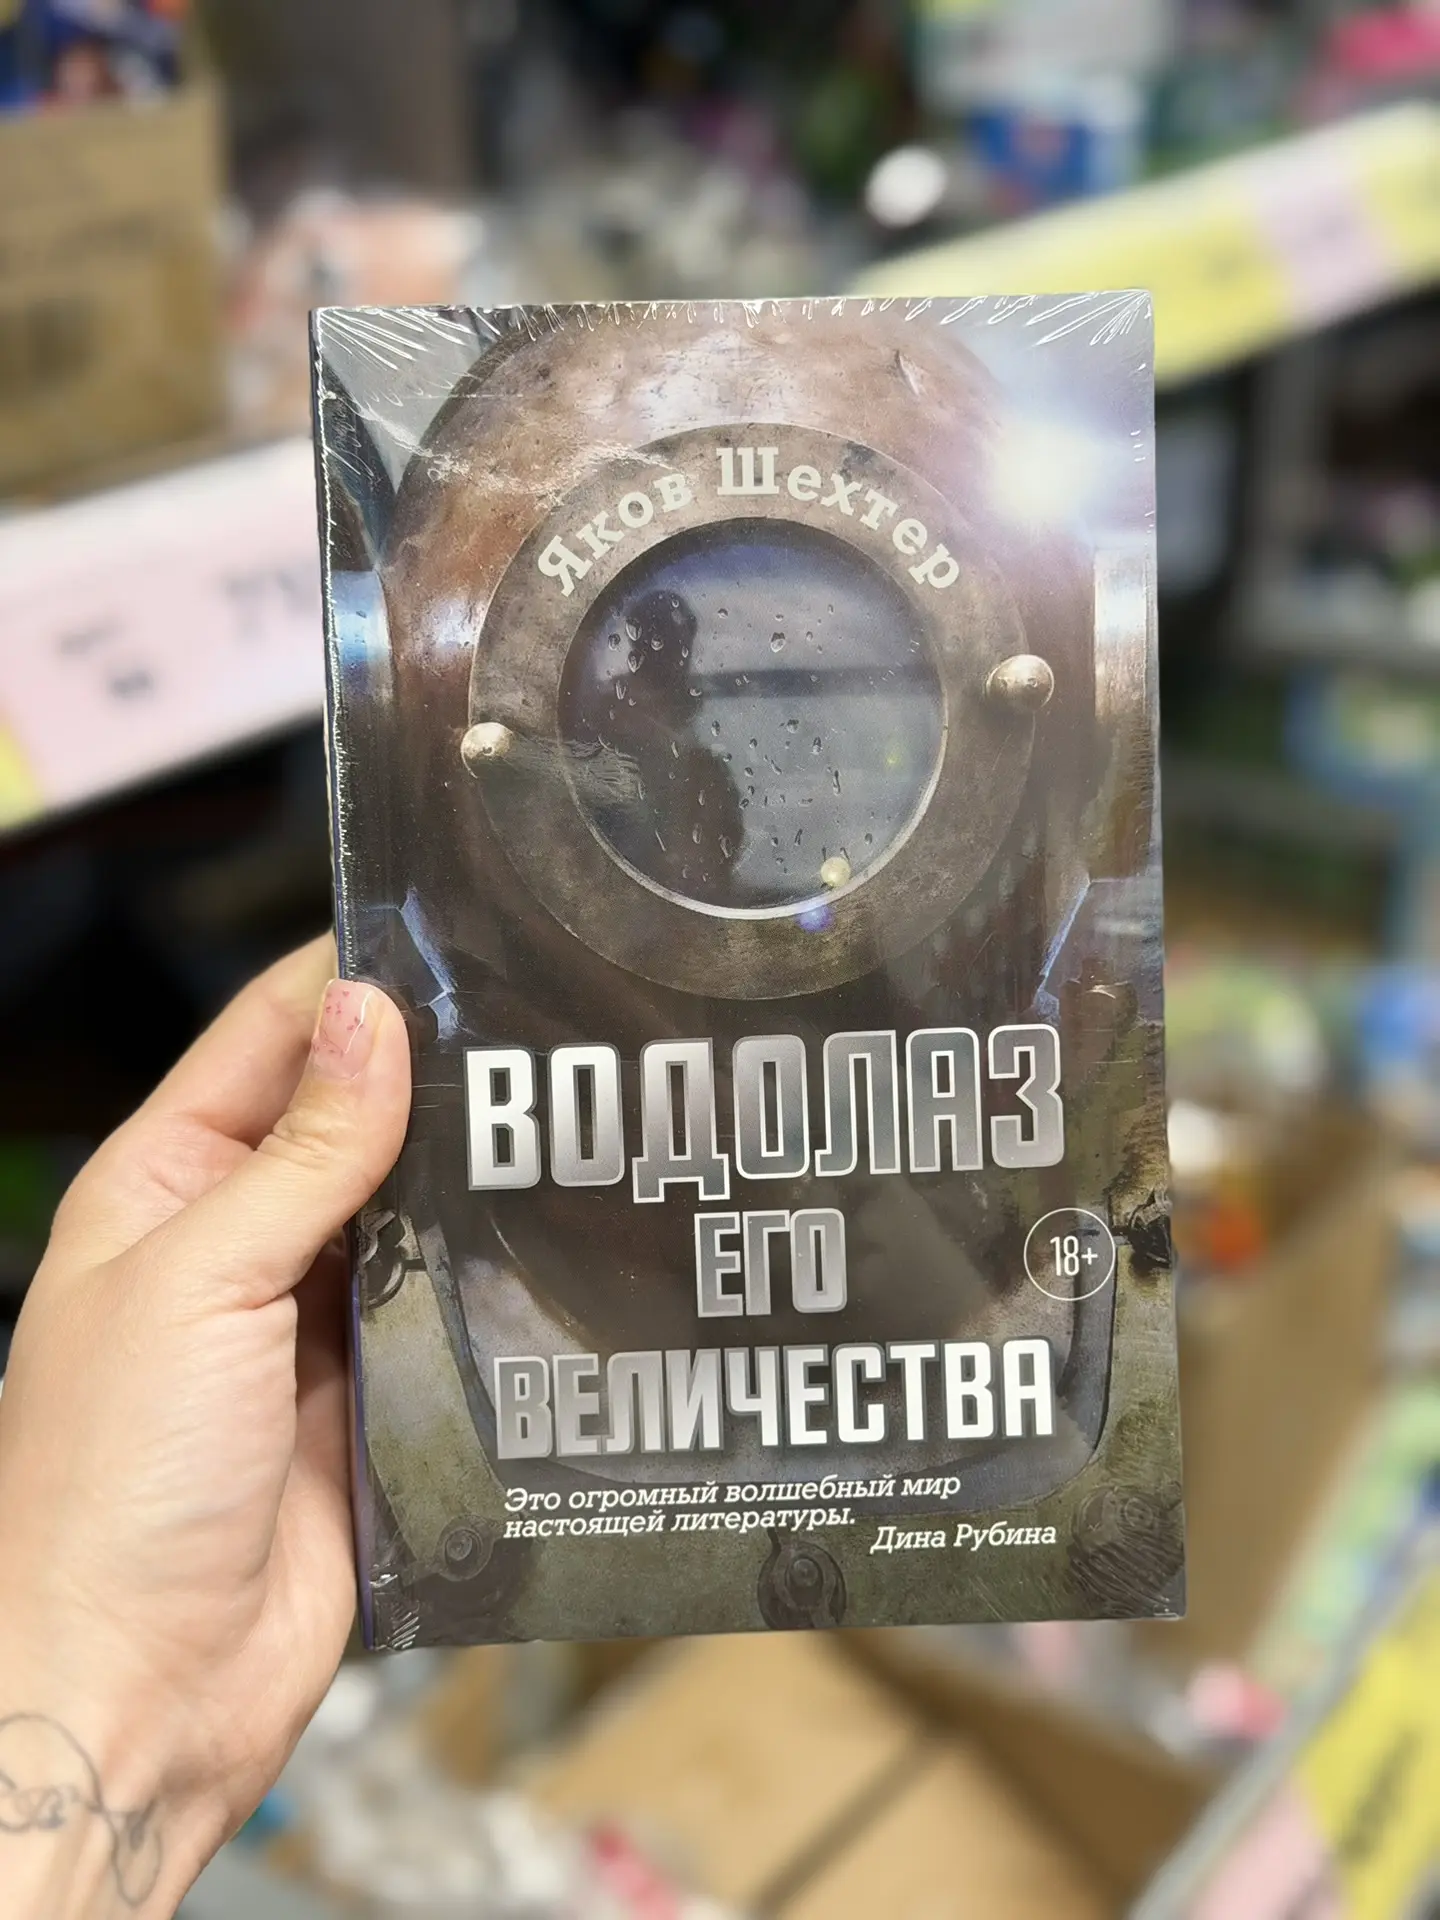 Яков Шехтер
ВОДОЛАЗ
ЕГО
18+
ВЕЛИЧЕСТВА
Это огромный волшебный мир
настоящей литературы.
Дина Рубина